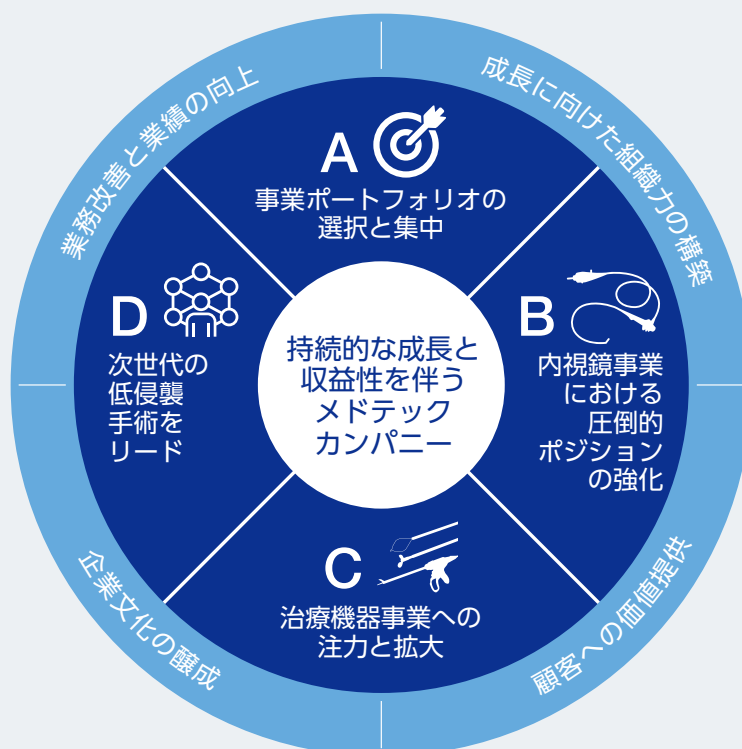 業務改善と業績の向上
成長に向けた組織力の構築
A
事業ポートフォリオの
選択と集中
D
次世代の
低侵襲
手術を
リード
持続的な成長と
収益性を伴う
メドテック
カンパニー
B
内視鏡事業
における
圧倒的
ポジション
の強化
C
治療機器事業への
注力と拡大
企業文化の醸成
顧客への価値提供